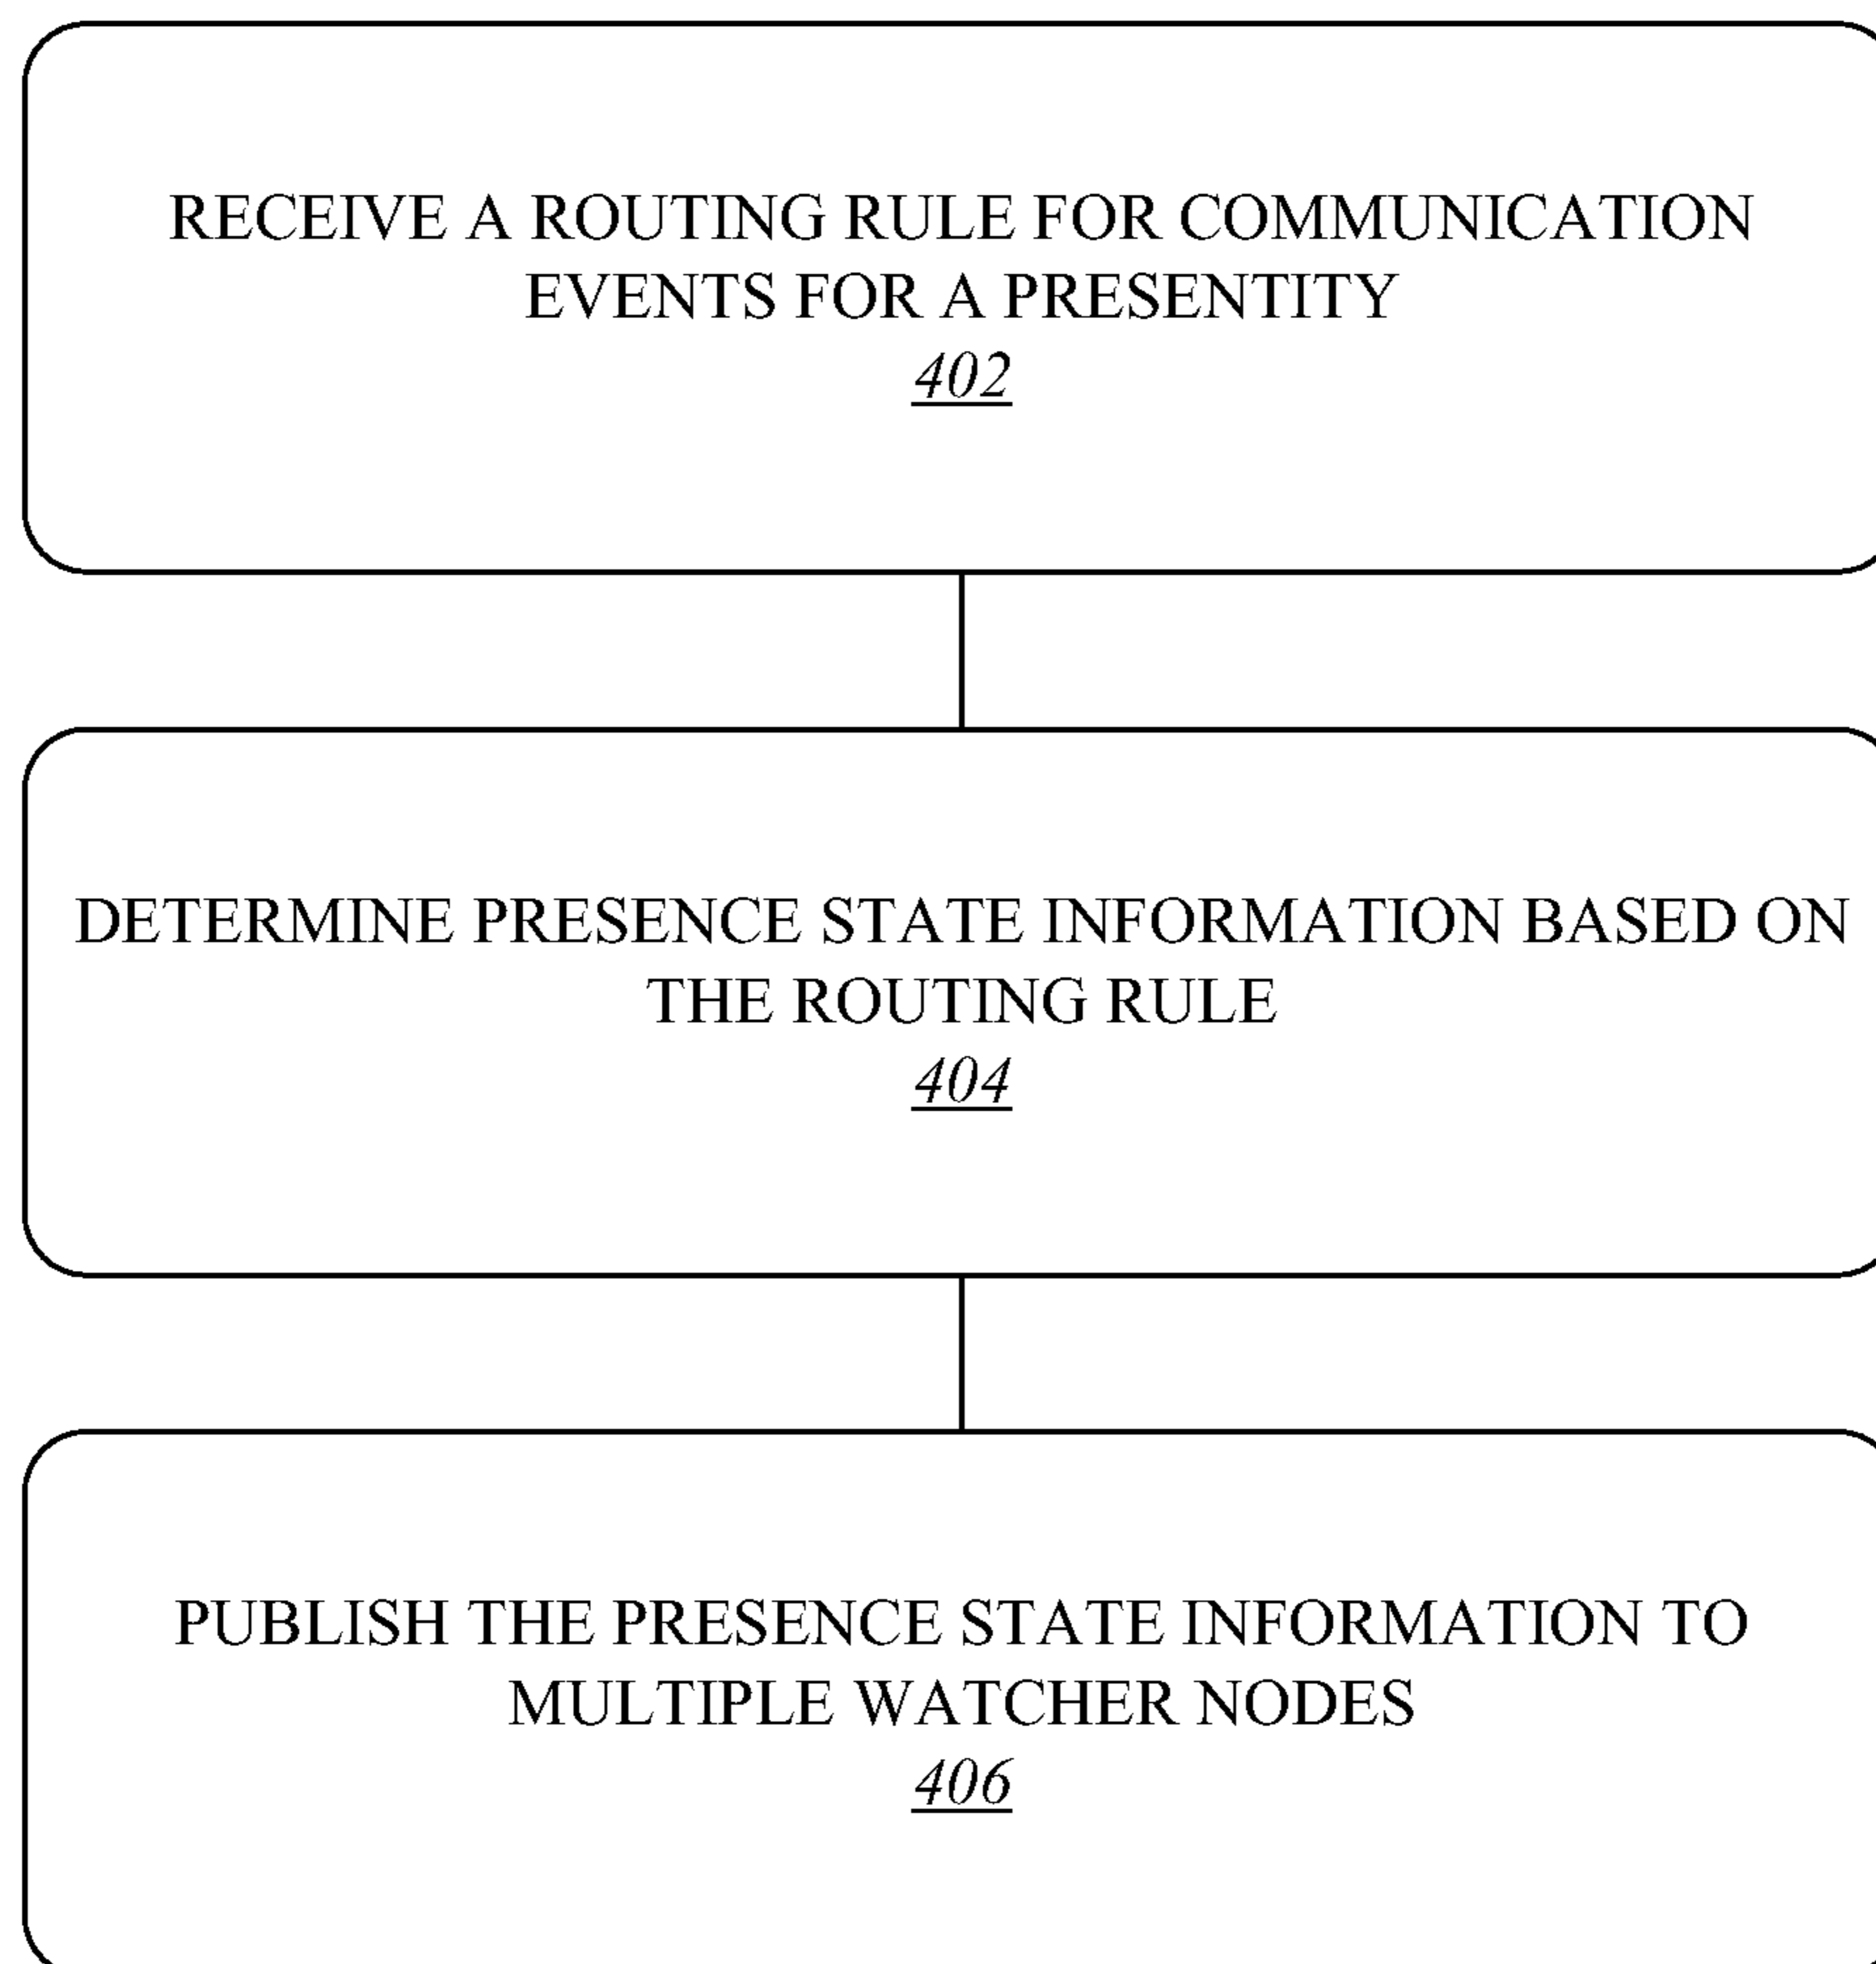 RECEIVE A ROUTING RULE FOR COMMUNICATION
EVENTS FOR A PRESENTITY
402
DETERMINE PRESENCE STATE INFORMATION BASED ON
THE ROUTING RULE
404
PUBLISH THE PRESENCE STATE INFORMATION TO
MULTIPLE WATCHER NODES
406